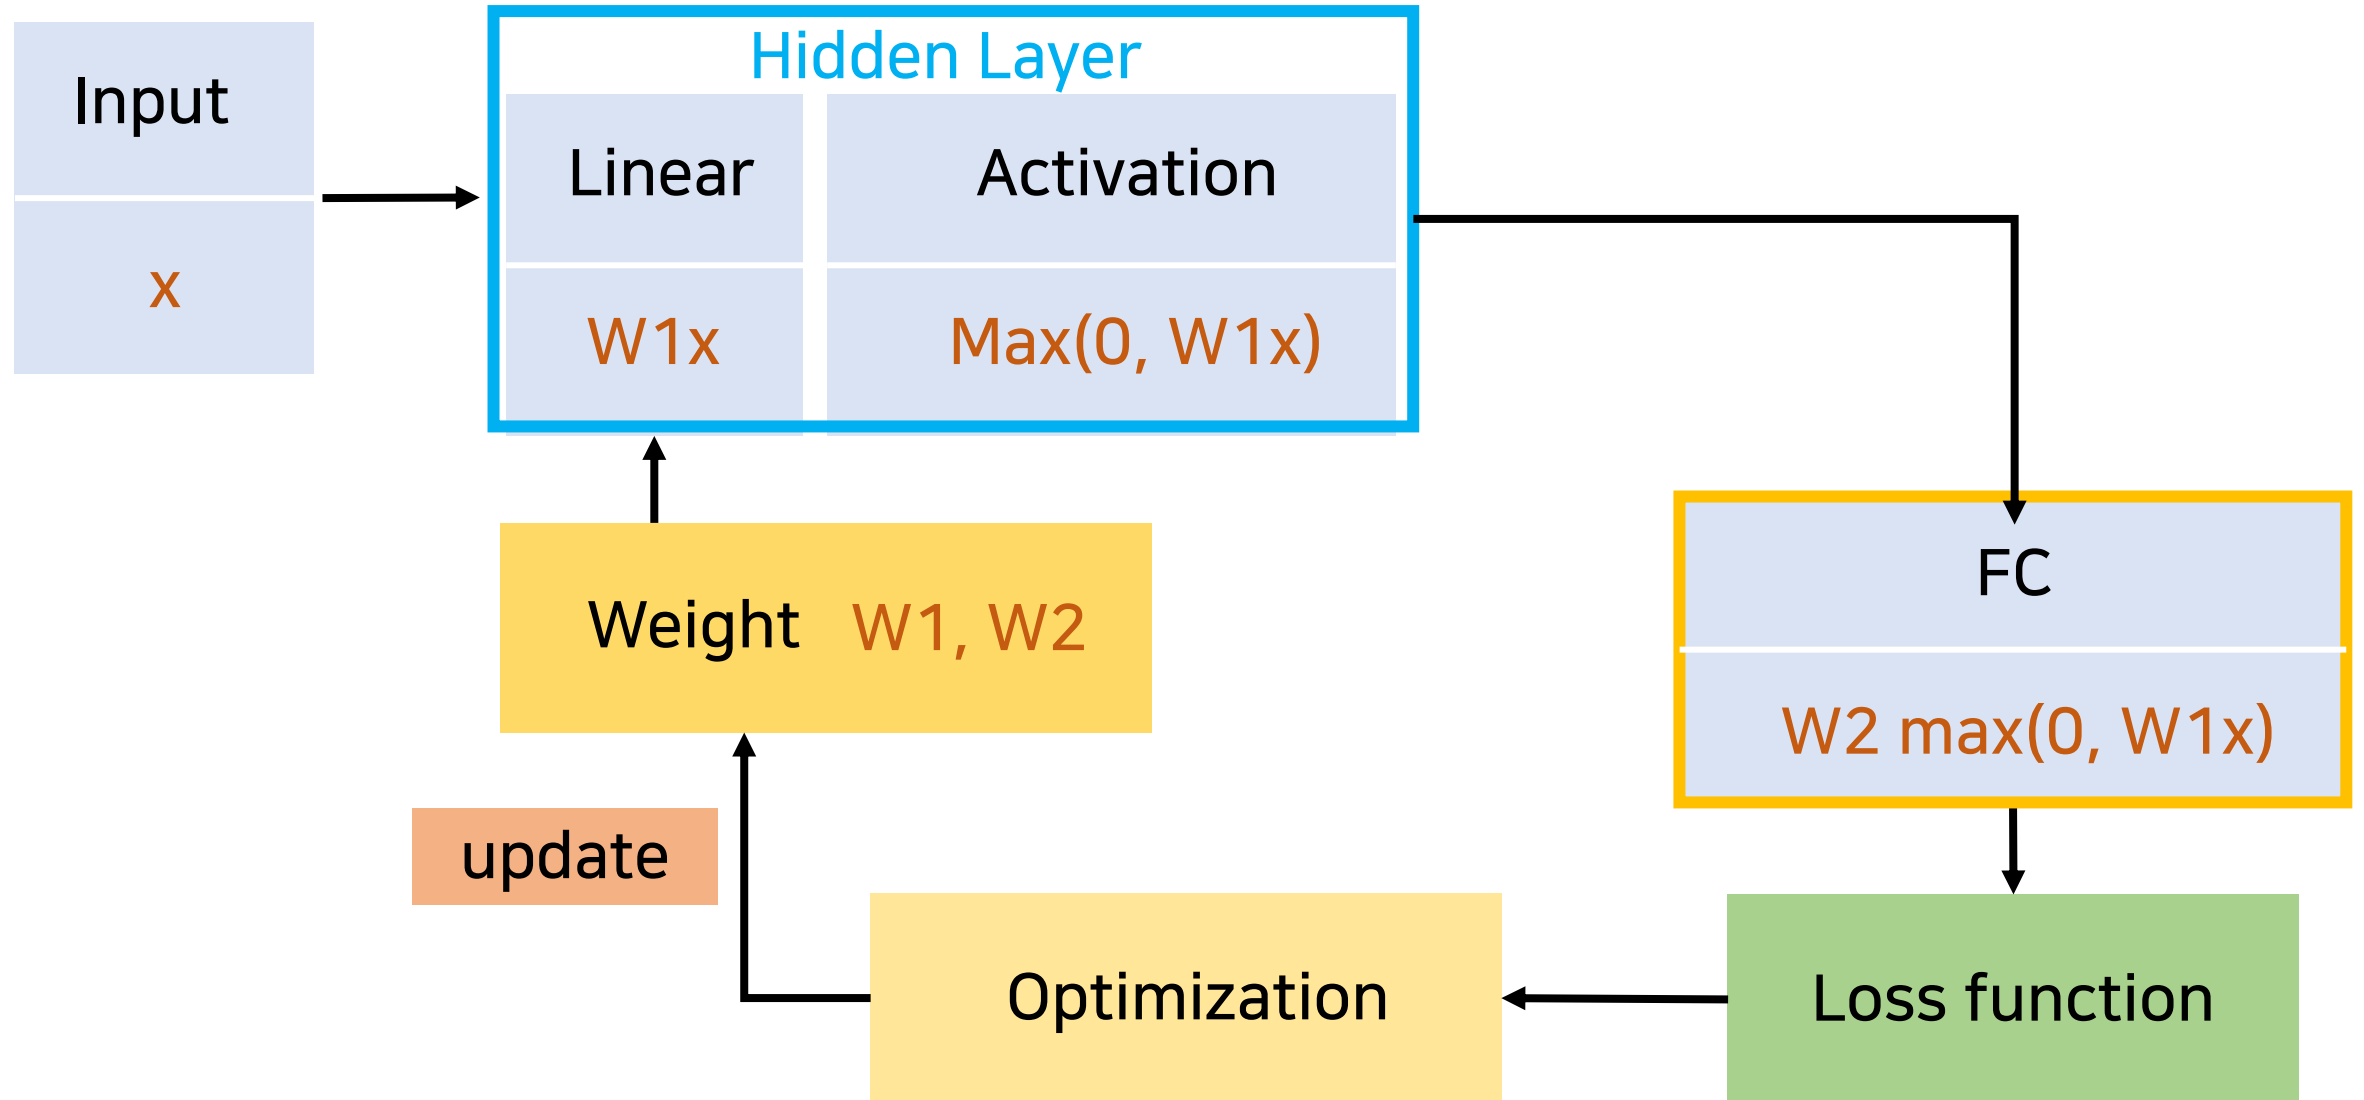 Input
x
Hidden Layer
Linear
Activation
W1x
Max(0, W1x)
Weight W1, W2
FC
W2 max(0, W1x)
update
Optimization
Loss function